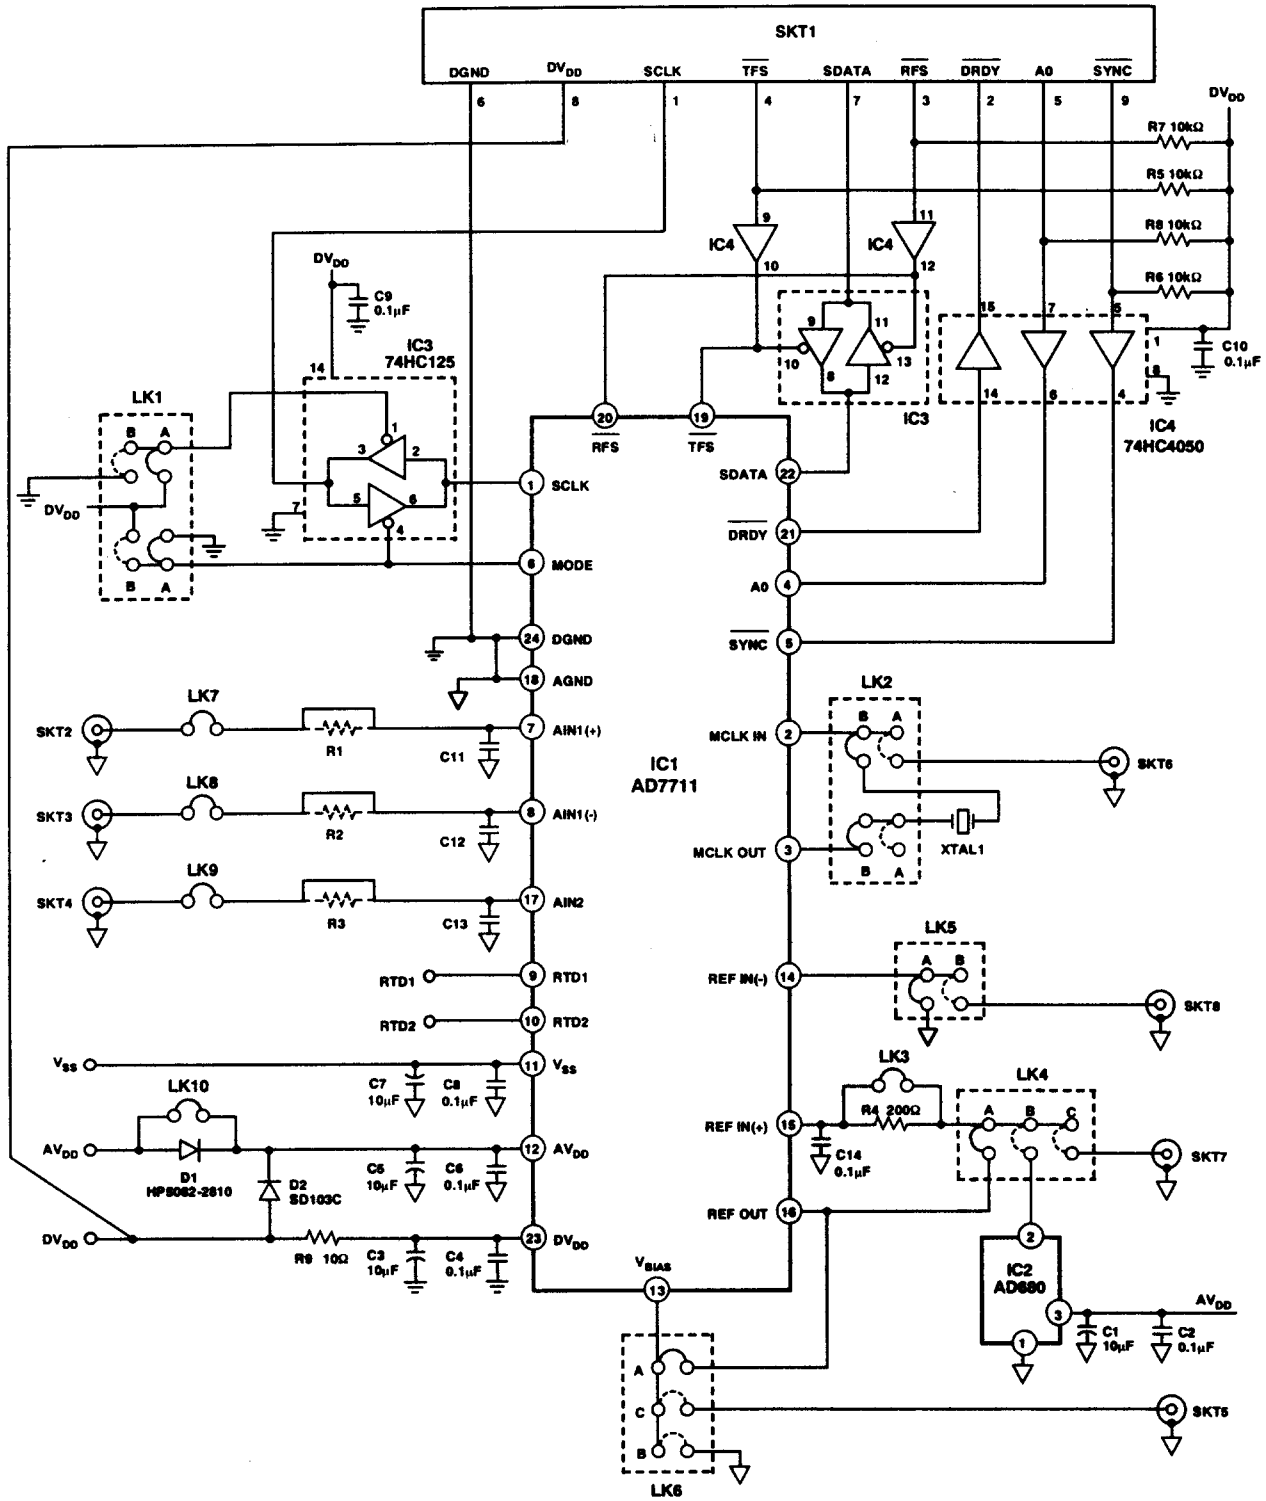 SKT1
DGND DVDD SCLK TFS SDATA RFS DRDY A0 SYNC
6 8 1 4 7 3 2 5 9
DVDD
R7 10kΩ
R5 10kΩ
R8 10kΩ
R6 10kΩ
9 11
IC4 IC4
10 12
DVDD
C9
0.1µF
IC3
74HC125
14
9 11
10 13
8 12
IC3
15 7 5
1
8
14 6 4
C10
0.1µF
IC4
74HC4050
LK1
B A
DVDD
B A
1
3 2
5 6
7
4
20
RFS
19
TFS
1 SCLK
6 MODE
24 DGND
18 AGND
SDATA 22
DRDY 21
A0 4
SYNC 5
LK7
SKT2
R1
C11
7 AIN1(+)
LK8
SKT3
R2
C12
8 AIN1(-)
LK9
SKT4
R3
C13
17 AIN2
IC1
AD7711
LK2
B A
MCLK IN 2
SKT6
MCLK OUT 3
XTAL1
B A
RTD1
9 RTD1
RTD2
10 RTD2
VSS
C7
10µF
C8
0.1µF
11 VSS
LK5
A B
REF IN(-) 14
SKT8
LK10
AVDD
D1
HP5082-2810
D2
SD103C
C5
10µF
C6
0.1µF
12 AVDD
LK3
R4 200Ω
LK4
A B C
REF IN(+) 15
C14
0.1µF
SKT7
REF OUT 16
DVDD
R9 10Ω
C3
10µF
C4
0.1µF
23 DVDD
VBIAS
13
2
IC2
AD680
3
1
AVDD
C1
10µF
C2
0.1µF
A
C
B
SKT5
LK6